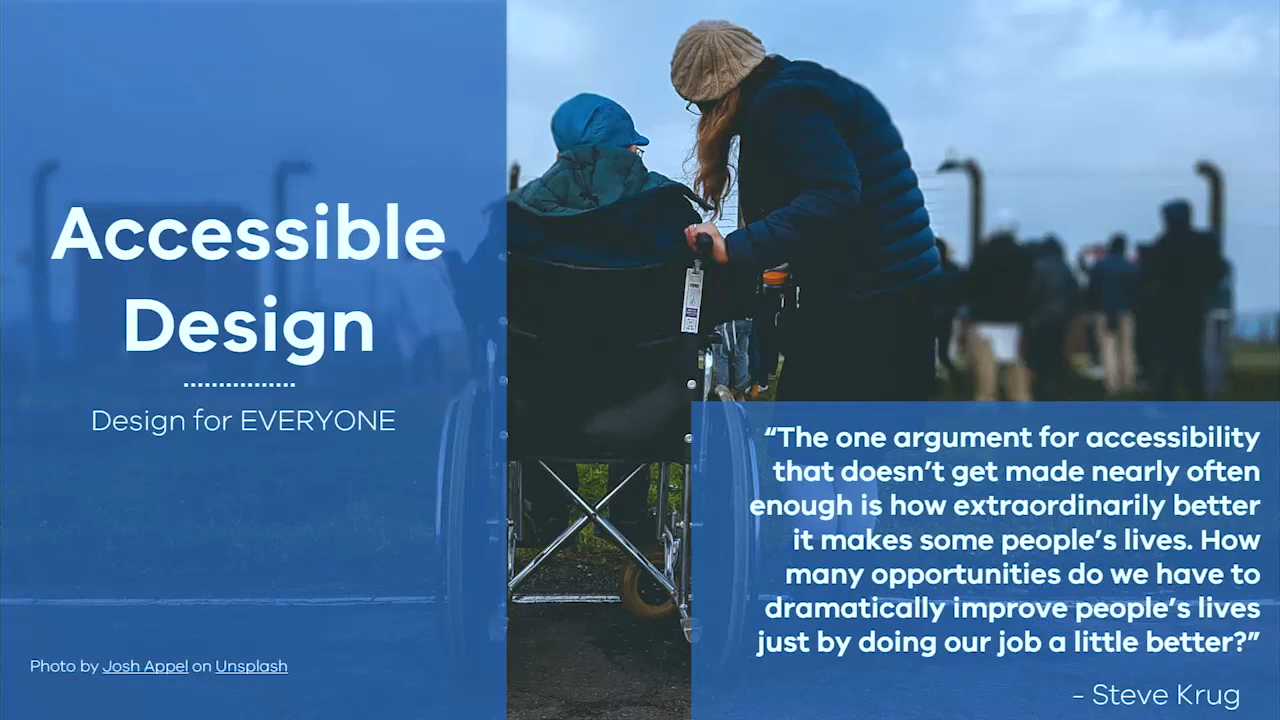 Accessible
Design
Design for EVERYONE
Photo by Josh Appel on Unsplash
“The one argument for accessibility
that doesn’t get made nearly often
enough is how extraordinarily better
it makes some people’s lives. How
many opportunities do we have to
dramatically improve people’s lives
just by doing our job a little better?”
– Steve Krug